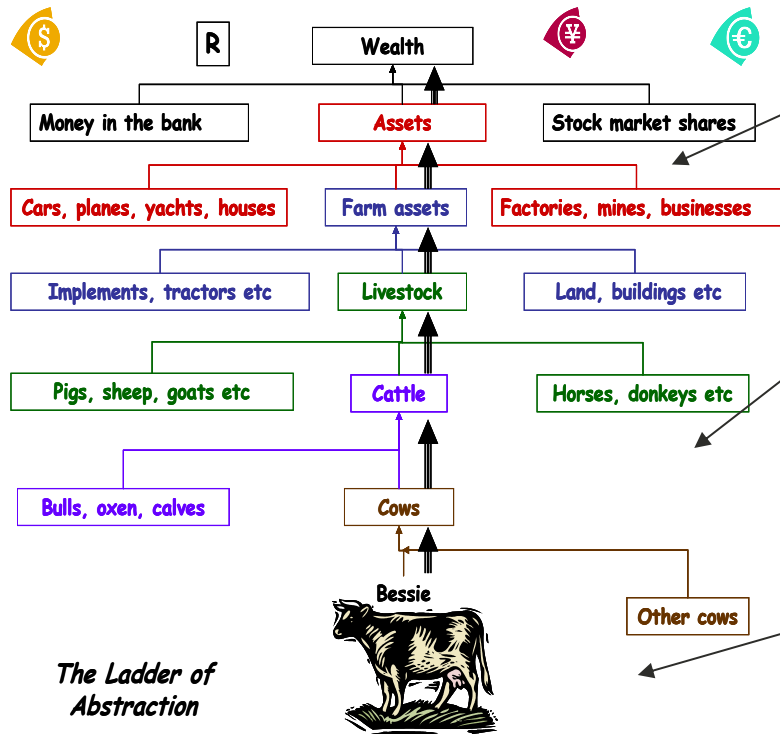 $
R
Wealth
¥
€
Money in the bank
Assets
Stock market shares
Cars, planes, yachts, houses
Farm assets
Factories, mines, businesses
Implements, tractors etc
Livestock
Land, buildings etc
Pigs, sheep, goats etc
Cattle
Horses, donkeys etc
Bulls, oxen, calves
Cows
Bessie
Other cows
The Ladder of
Abstraction